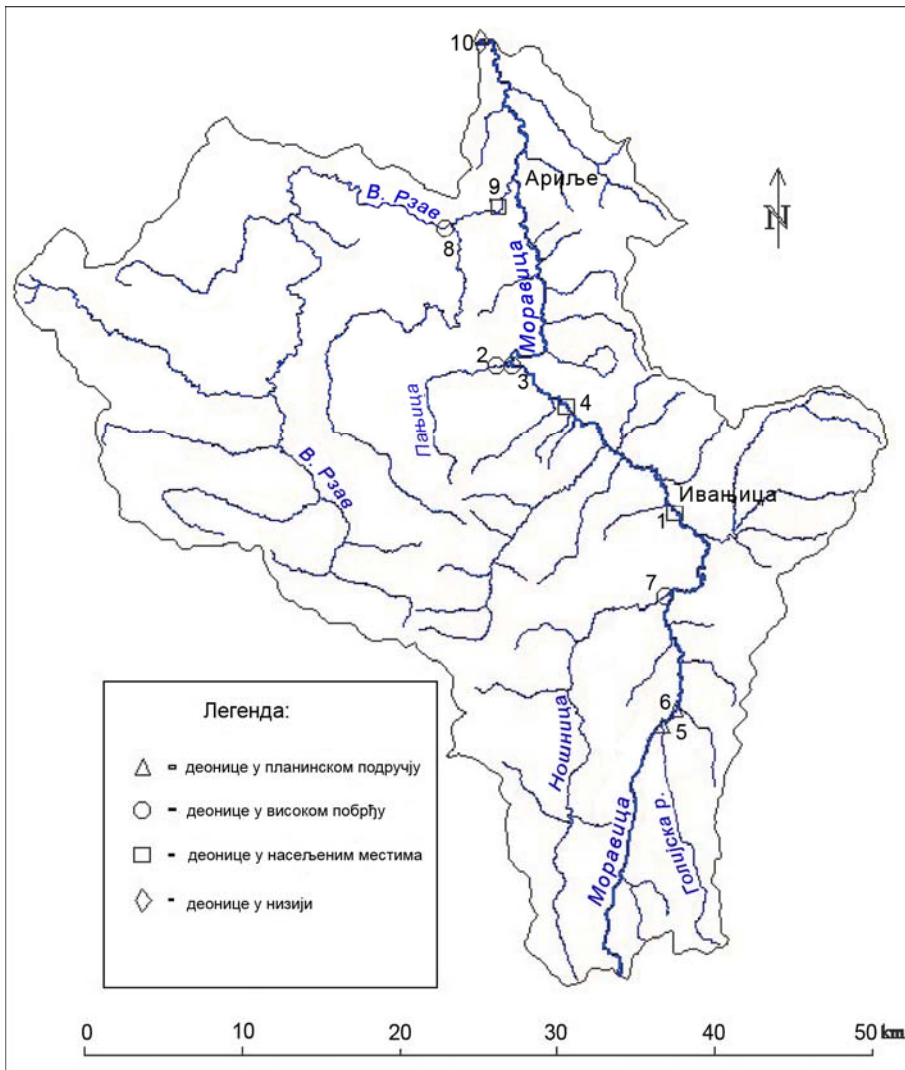 10
Ариље
9
В. Рзав
8
N
Моравица
2
3
Пањица
4
В. Рзав
Ивањица
1
7
6
5
Ношница
Моравица
Голијска р.
Легенда:
- деонице у планинском подручју
- деонице у високом побрђу
- деонице у насељеним местима
- деонице у низији
0 10 20 30 40 50 km